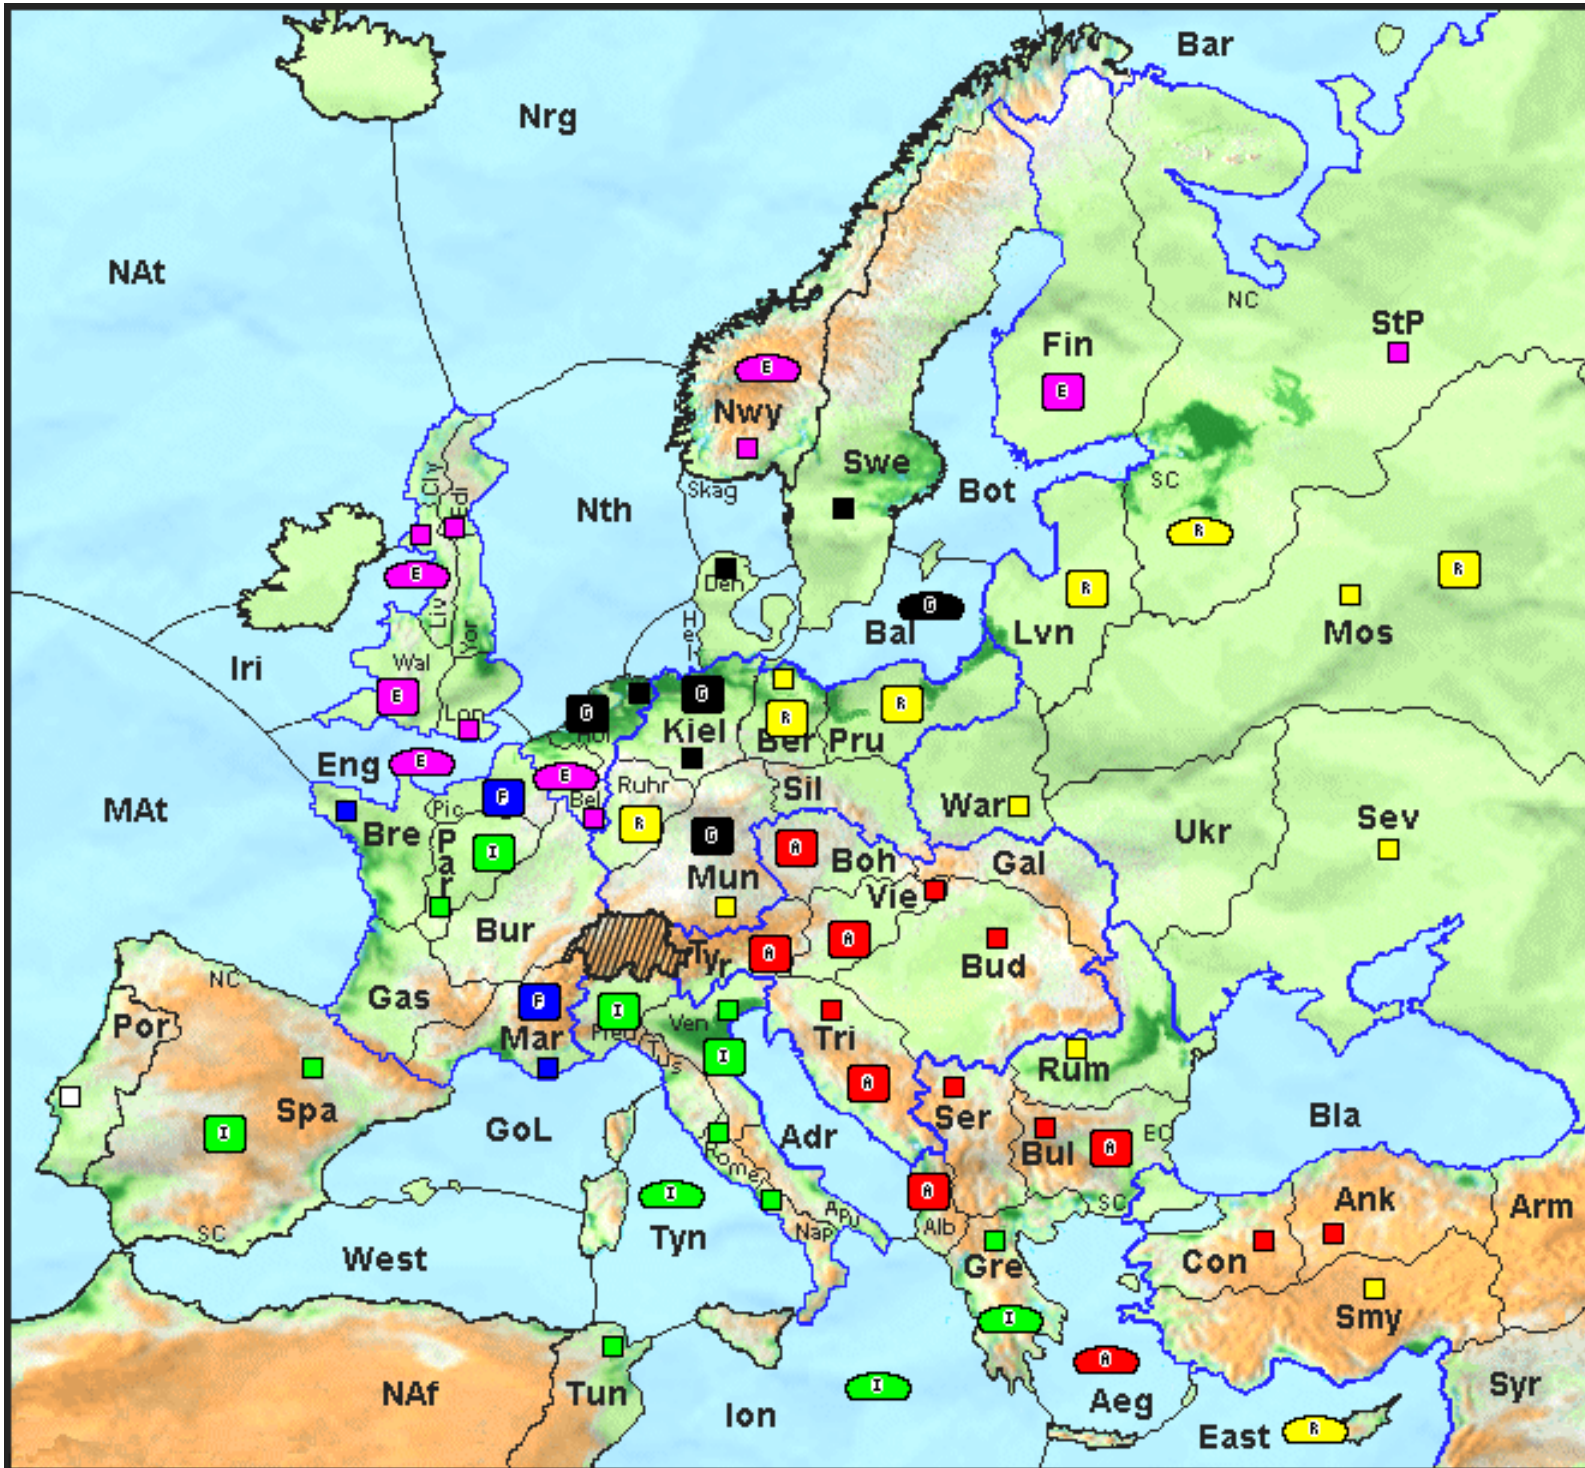 Bar
Nrg
NAt
NC
StP
Fin
E
E
Nwy
Swe
SC
Cly
Edi
Skag
Bot
Nth
R
R
E
Den
R
G
Hel
Liv
Yor
Bal
Lvn
Mos
Iri
Wal
E
G
G
R
R
Lon
Hol
Kiel
Ber
Pru
Eng
E
E
Ruhr
Sil
MAt
F
Bel
Pic
War
R
G
Bre
Par
I
A
Boh
Gal
Ukr
Sev
Mun
Vie
Bur
A
A
Tyr
Bud
NC
Gas
F
I
Pied
Ven
Por
Mar
Tus
Tri
I
Rum
A
Spa
Ser
I
GoL
Adr
Bul
EC
A
Bla
Rome
A
I
Apu
Alb
SC
Ank
Arm
SC
West
Tyn
Nap
Gre
Con
I
Smy
A
NAf
Tun
I
Ion
Aeg
Syr
East
R